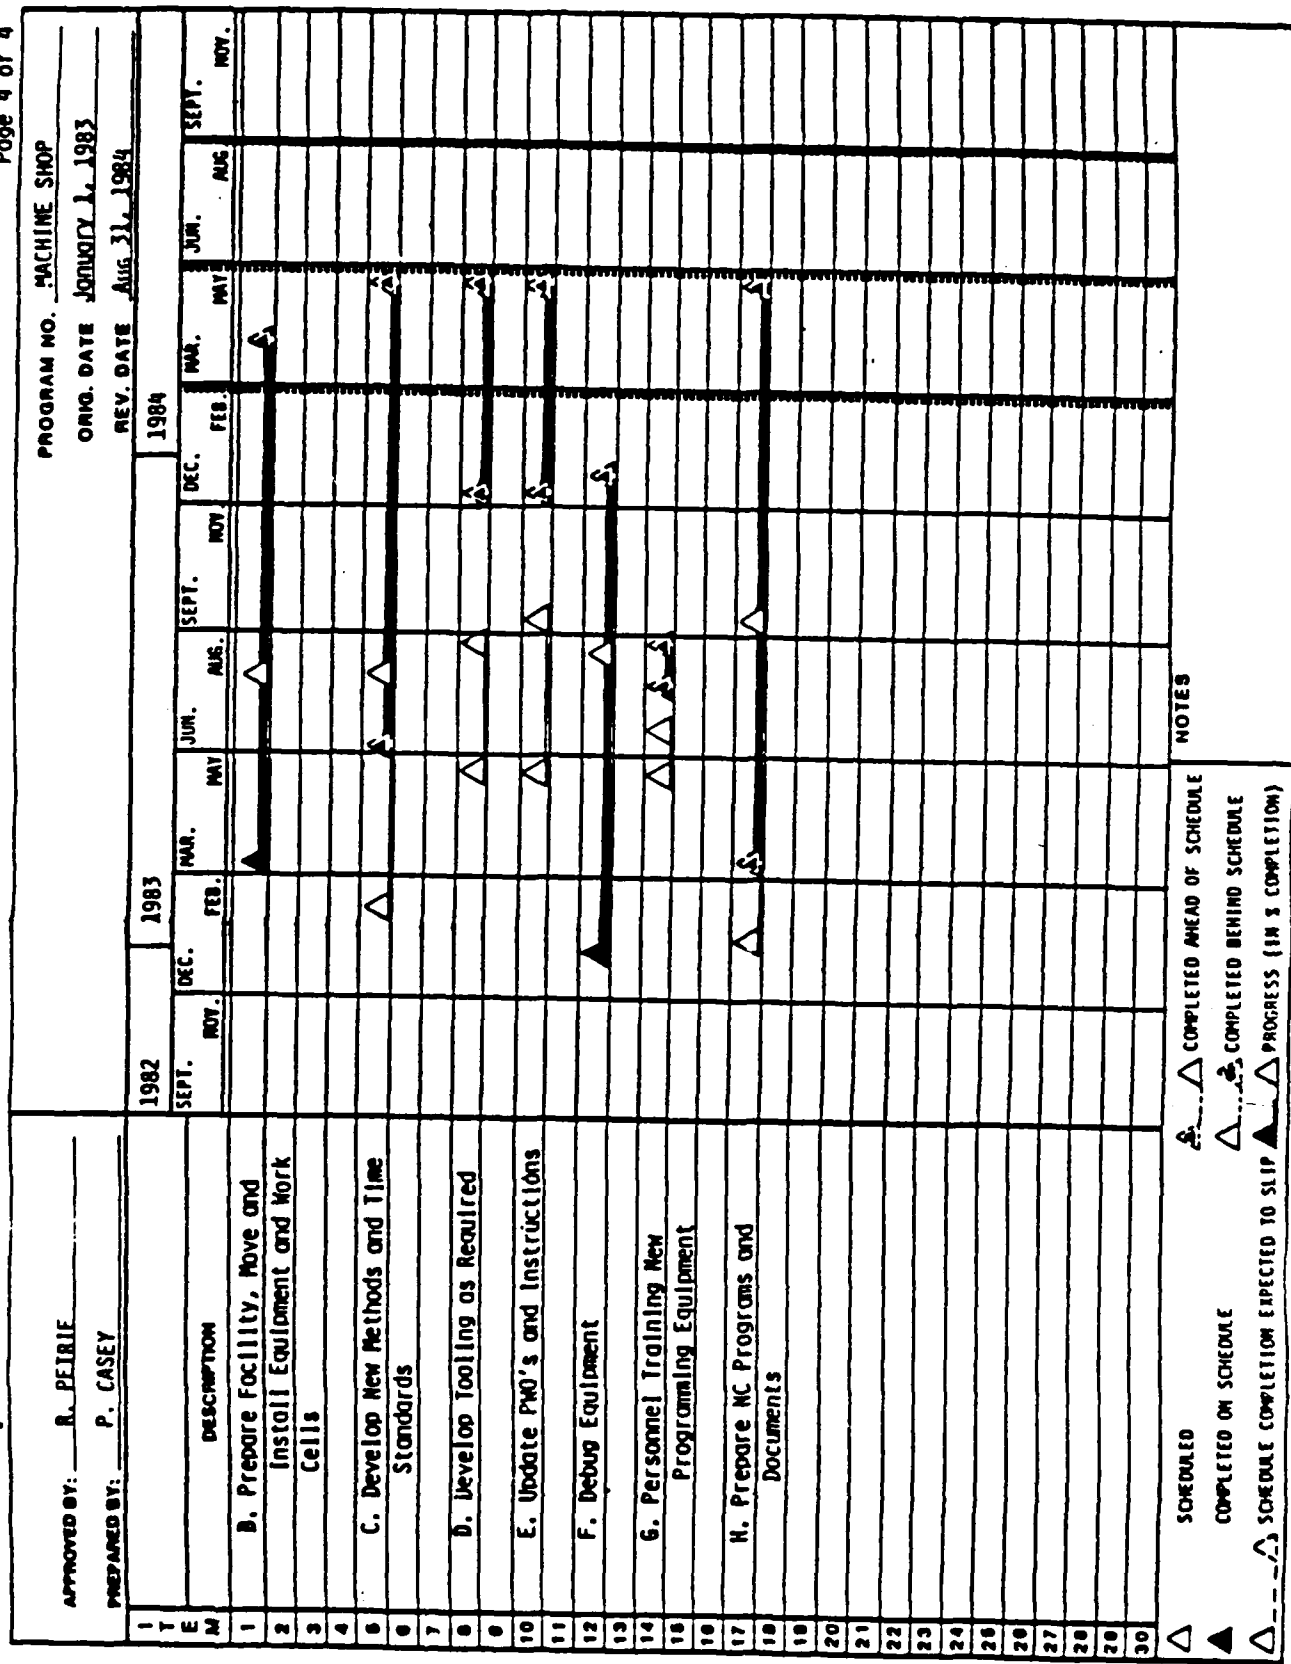 Page 4 of 4
APPROVED BY: R. PETRIE
PREPARED BY: P. CASEY
PROGRAM NO. MACHINE SHOP
ORIG. DATE January 1, 1983
REV. DATE Aug 31, 1984
1982 1983 1984
ITEM
DESCRIPTION
SEPT. NOV. DEC. FEB. MAR. MAY JUN. AUG. SEPT. NOV DEC. FEB. MAR. MAY JUN. AUG SEPT. NOV.
1 B. Prepare Facility, Move and
2 Install Equipment and Work
3 Cells
4
5 C. Develop New Methods and Time
6 Standards
7
8 D. Develop Tooling as Required
9
10 E. Update PWO's and Instructions
11
12 F. Debug Equipment
13
14 G. Personnel Training New
15 Programming Equipment
16
17 H. Prepare NC Programs and
18 Documents
19
20
21
22
23
24
25
26
27
28
29
30
SCHEDULED
COMPLETED AHEAD OF SCHEDULE
NOTES
COMPLETED ON SCHEDULE
COMPLETED BEHIND SCHEDULE
SCHEDULE COMPLETION EXPECTED TO SLIP
PROGRESS (IN % COMPLETION)